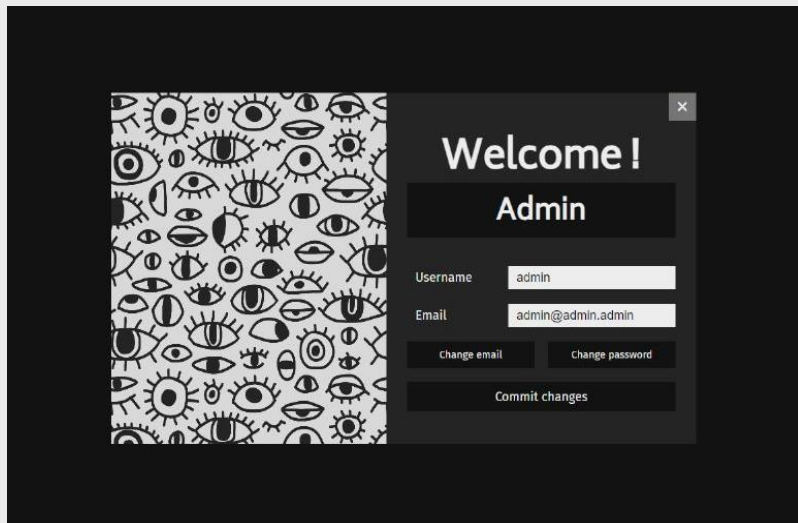 ×
Welcome!
Admin
Username admin
Email admin@admin.admin
Change email Change password
Commit changes